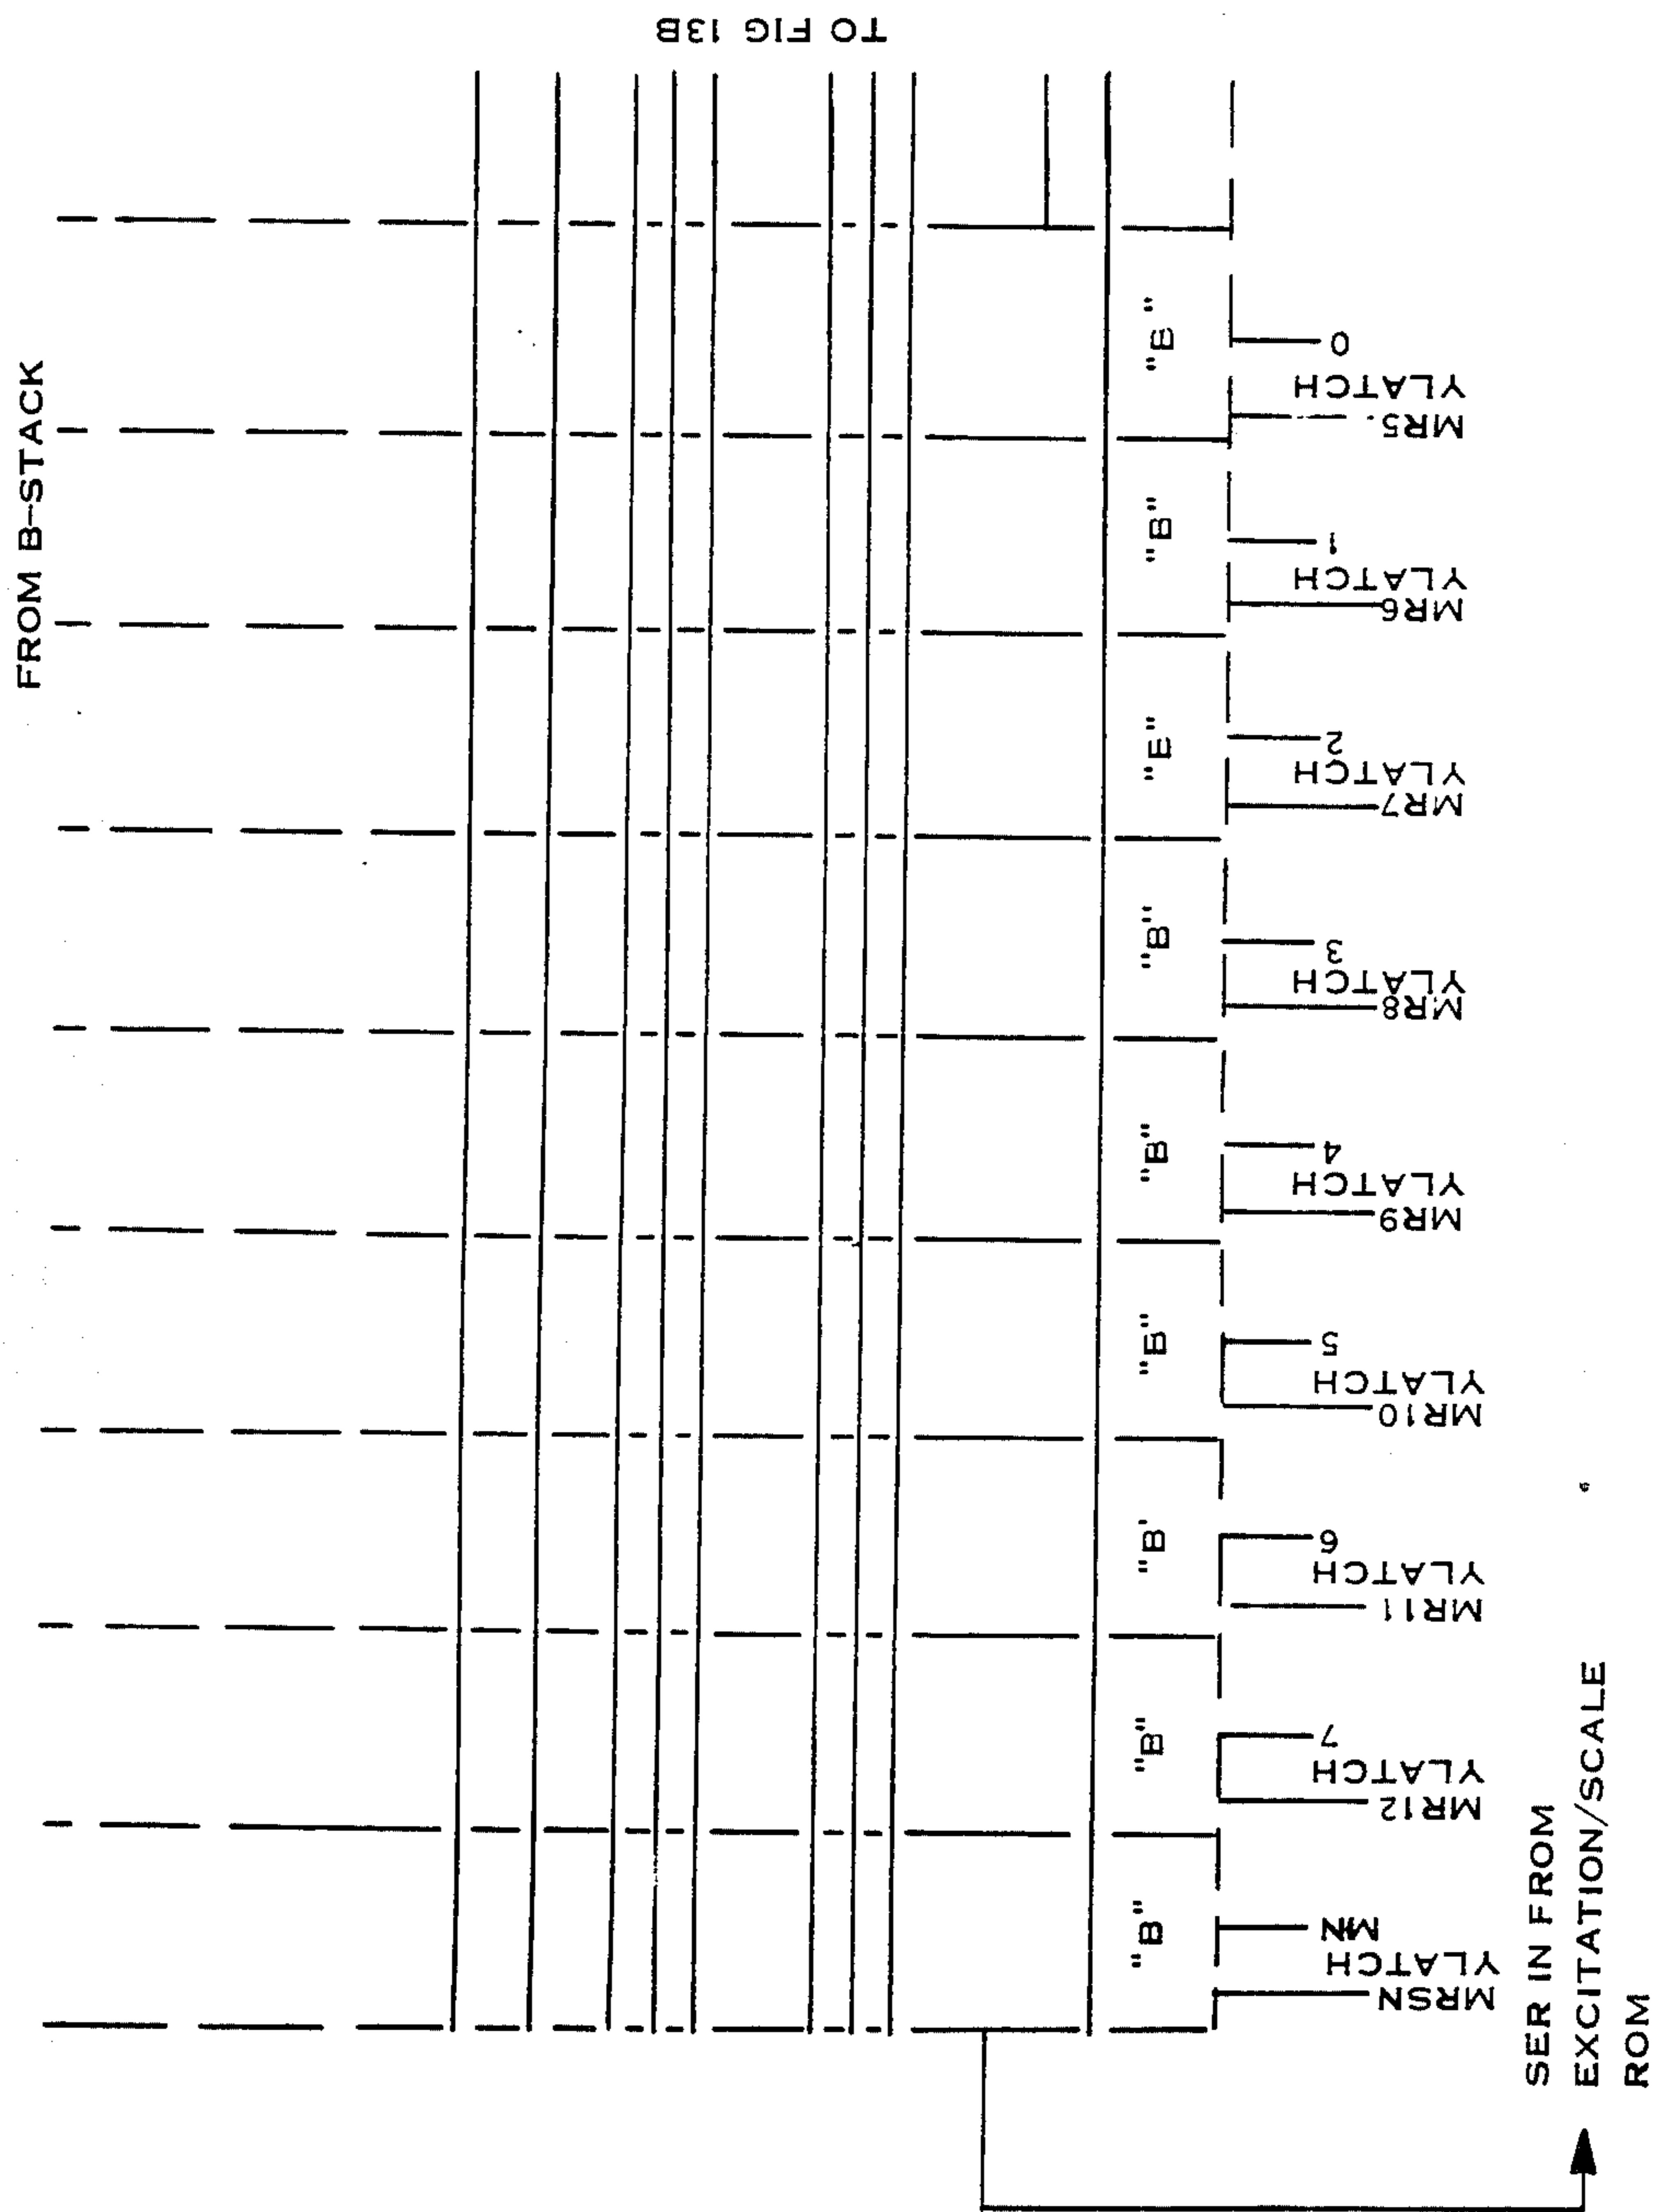 TO FIG 13B
FROM B-STACK
"B"
"B"
"E"
"B"
"B"
"B"
"B'
"B"
"B"
0
YLATCH
MR5
1
YLATCH
MR6
2
YLATCH
MR7
3
YLATCH
MR8
4
YLATCH
MR9
5
YLATCH
MR10
6
YLATCH
MR11
7
YLATCH
MR12
MN
YLATCH
MRSN
SER IN FROM
EXCITATION/SCALE
ROM